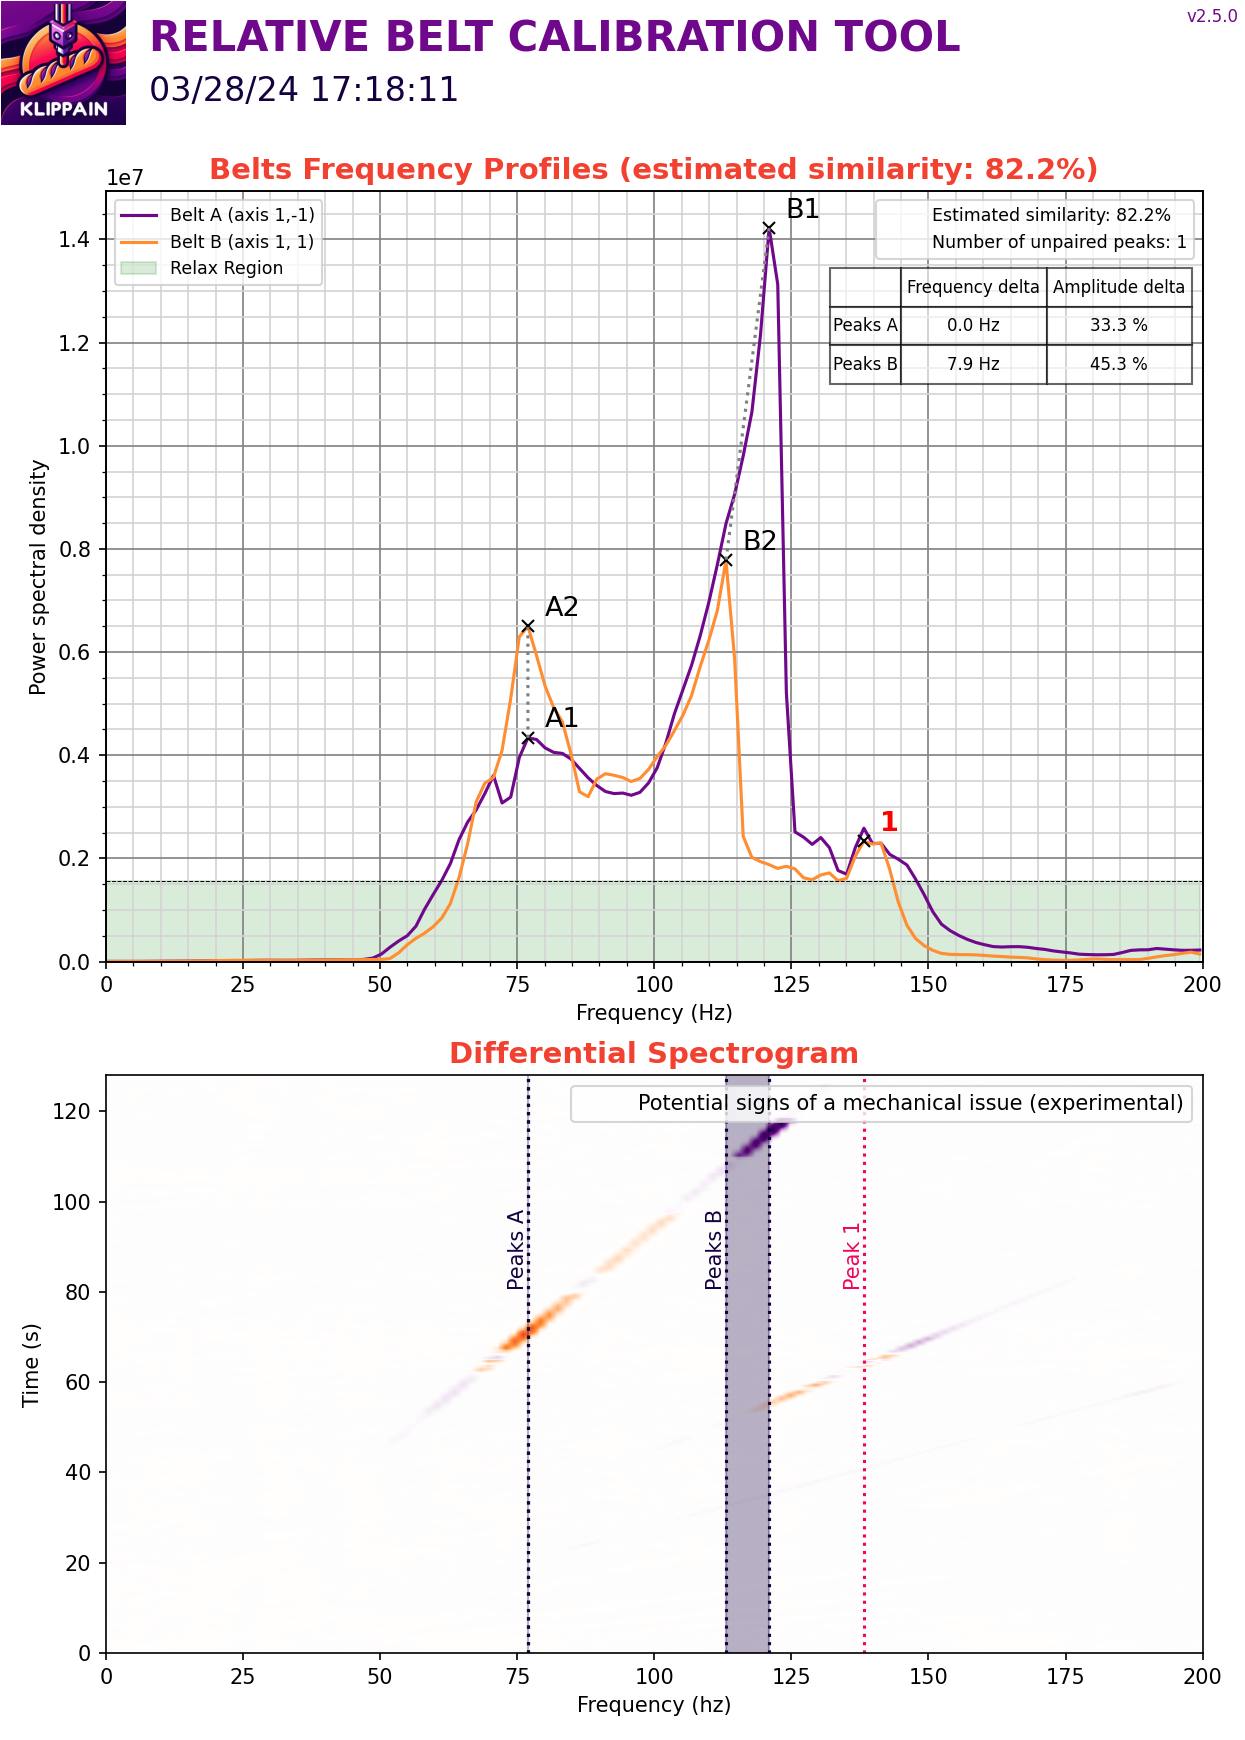 v2.5.0
RELATIVE BELT CALIBRATION TOOL
03/28/24 17:18:11
KLIPPAIN
Belts Frequency Profiles (estimated similarity: 82.2%)
1e7
Belt A (axis 1,-1)
Belt B (axis 1, 1)
Relax Region
Estimated similarity: 82.2%
Number of unpaired peaks: 1
Frequency delta Amplitude delta
Peaks A 0.0 Hz 33.3 %
Peaks B 7.9 Hz 45.3 %
B1
B2
A2
A1
1
1.4
1.2
1.0
0.8
0.6
0.4
0.2
0.0
Power spectral density
0 25 50 75 100 125 150 175 200
Frequency (Hz)
Differential Spectrogram
Potential signs of a mechanical issue (experimental)
Peaks A
Peaks B
Peak 1
120
100
80
60
40
20
0
Time (s)
0 25 50 75 100 125 150 175 200
Frequency (hz)